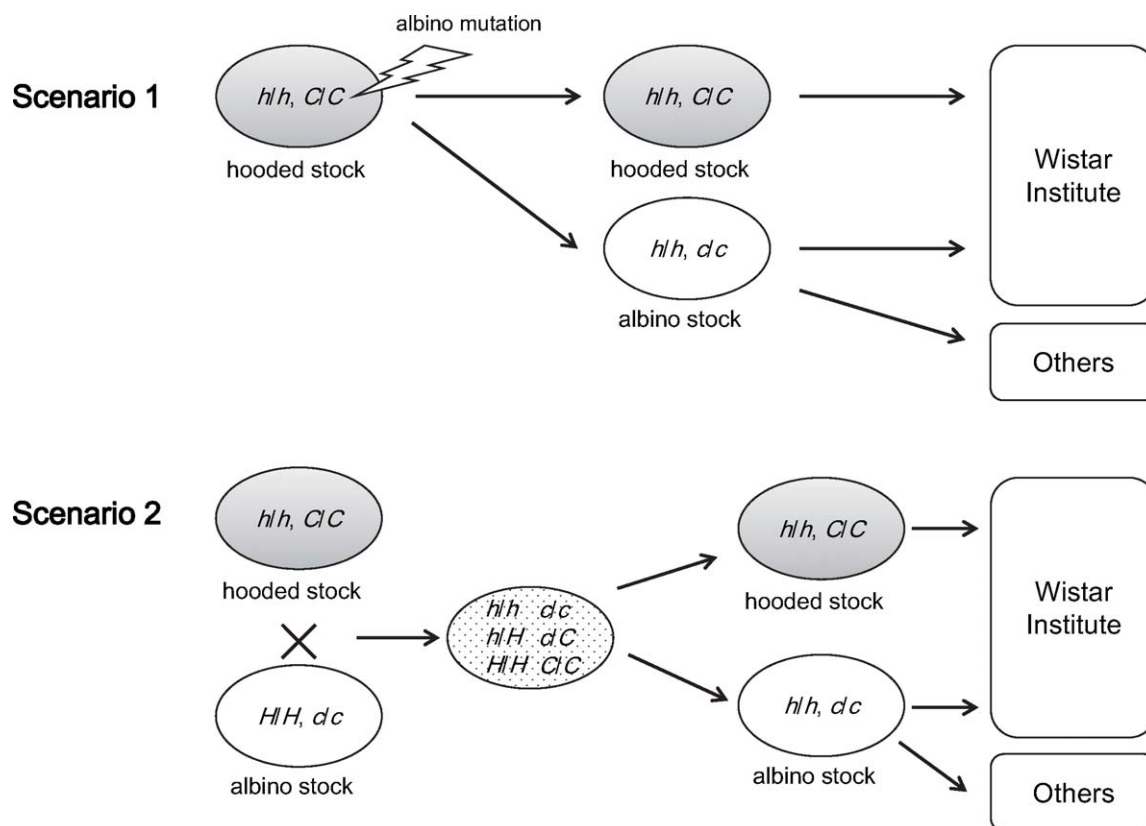 albino mutation
Scenario 1
h/h, C/C
hooded stock
h/h, C/C
hooded stock
h/h, c/c
albino stock
Wistar
Institute
Others
Scenario 2
h/h, C/C
hooded stock
H/H, c/c
albino stock
h/h c/c
h/H c/C
H/H C/C
h/h, C/C
hooded stock
h/h, c/c
albino stock
Wistar
Institute
Others